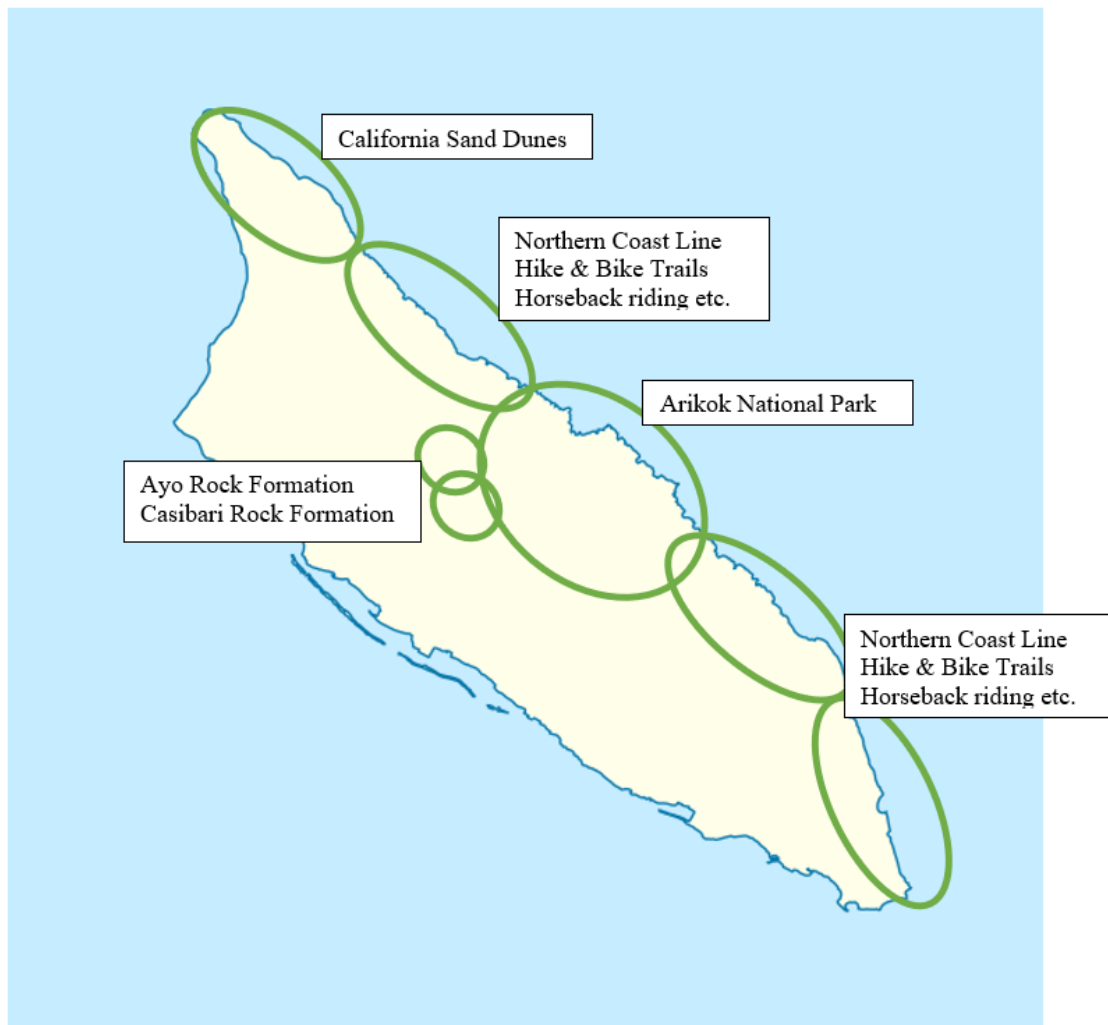 California Sand Dunes
Northern Coast Line
Hike & Bike Trails
Horseback riding etc.
Arikok National Park
Ayo Rock Formation
Casibari Rock Formation
Northern Coast Line
Hike & Bike Trails
Horseback riding etc.